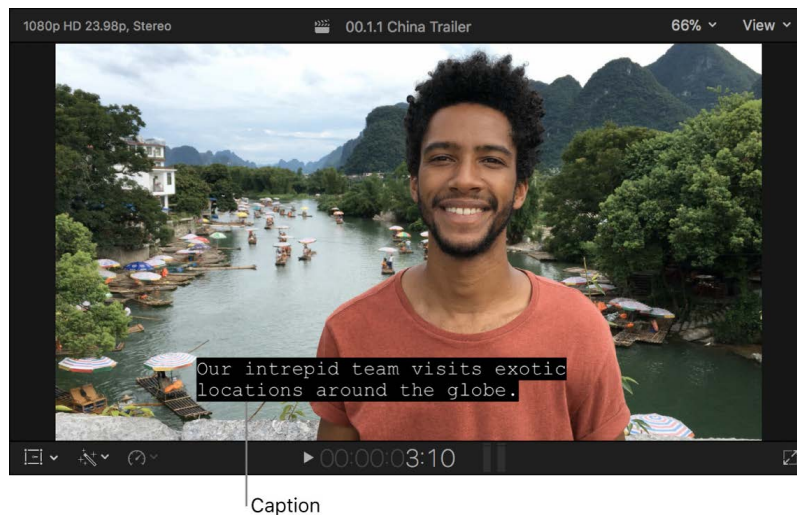 1080p HD 23.98p, Stereo
00.1.1 China Trailer
66%
View
Our intrepid team visits exotic
locations around the globe.
00:00:03:10
Caption